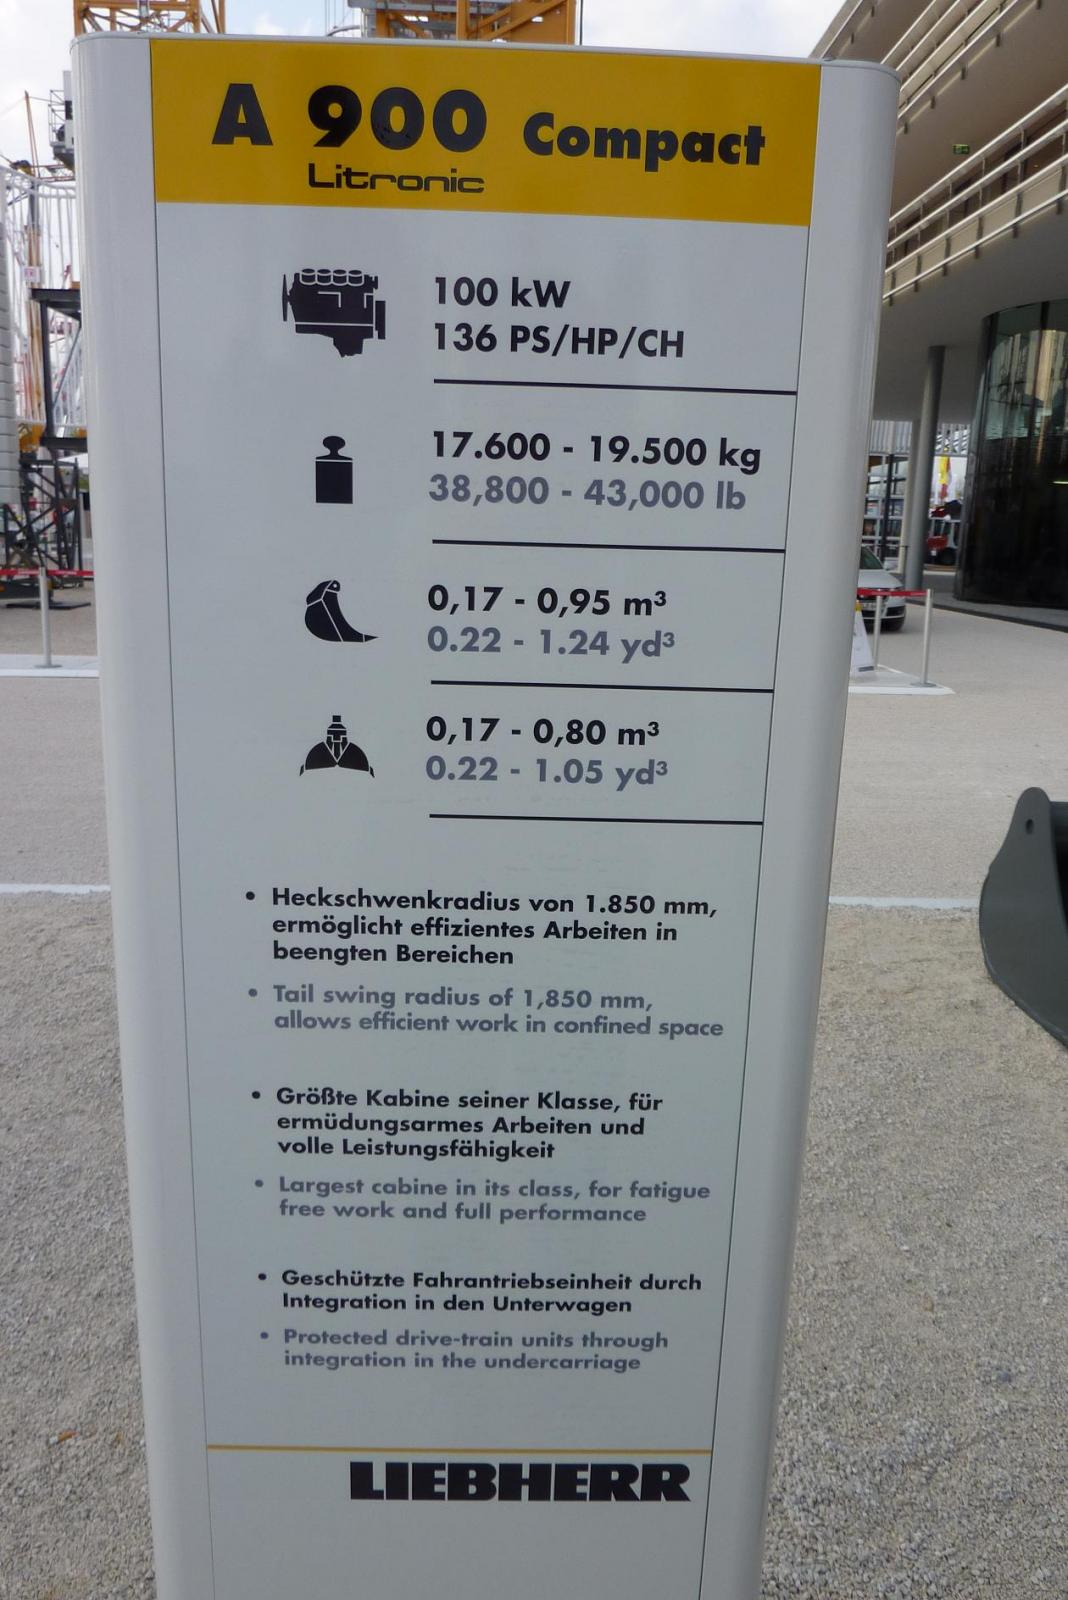 A 900 Compact
Litronic
100 kW
136 PS/HP/CH
17.600 - 19.500 kg
38,800 - 43,000 lb
0,17 - 0,95 m³
0.22 - 1.24 yd³
0,17 - 0,80 m³
0.22 - 1.05 yd³
• Heckschwenkradius von 1.850 mm,
ermöglicht effizientes Arbeiten in
beengten Bereichen
• Tail swing radius of 1,850 mm,
allows efficient work in confined space
• Größte Kabine seiner Klasse, für
ermüdungsarmes Arbeiten und
volle Leistungsfähigkeit
• Largest cabine in its class, for fatigue
free work and full performance
• Geschützte Fahrantriebseinheit durch
Integration in den Unterwagen
• Protected drive-train units through
integration in the undercarriage
LIEBHERR